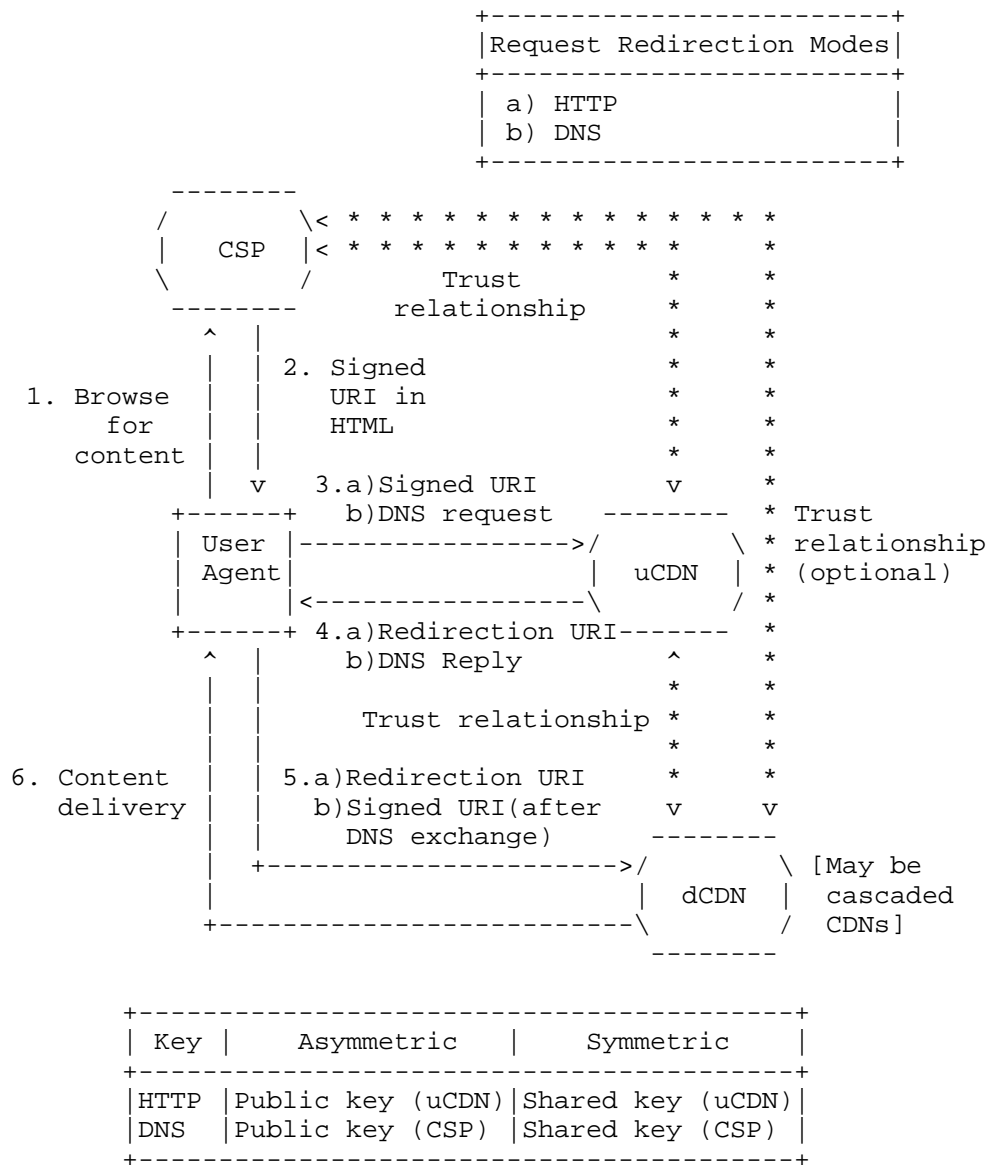 Request Redirection Modes
a) HTTP
b) DNS
CSP
Trust
relationship
2. Signed
URI in
HTML
1. Browse
for
content
3.a)Signed URI
b)DNS request
User
Agent
uCDN
Trust
relationship
(optional)
4.a)Redirection URI
b)DNS Reply
Trust relationship
6. Content
delivery
5.a)Redirection URI
b)Signed URI(after
DNS exchange)
dCDN
[May be
cascaded
CDNs]
Key | Asymmetric | Symmetric
HTTP |Public key (uCDN)|Shared key (uCDN)
DNS |Public key (CSP) |Shared key (CSP)